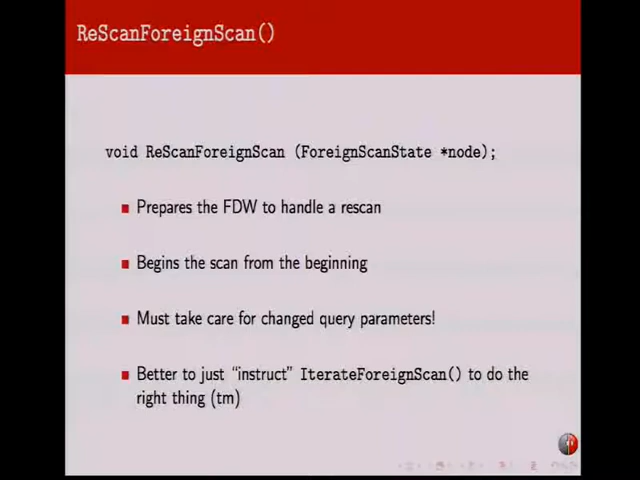 ReScanForeignScan()
void ReScanForeignScan (ForeignScanState *node);
Prepares the FDW to handle a rescan
Begins the scan from the beginning
Must take care for changed query parameters!
Better to just “instruct” IterateForeignScan() to do the
right thing (tm)